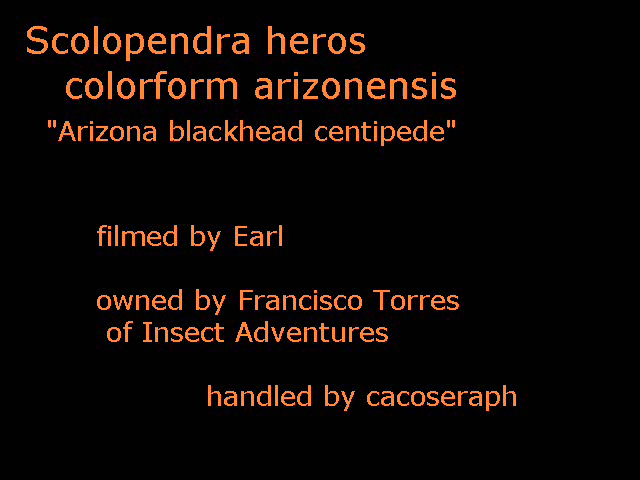 Scolopendra heros
colorform arizonensis
"Arizona blackhead centipede"
filmed by Earl
owned by Francisco Torres
of Insect Adventures
handled by cacoseraph